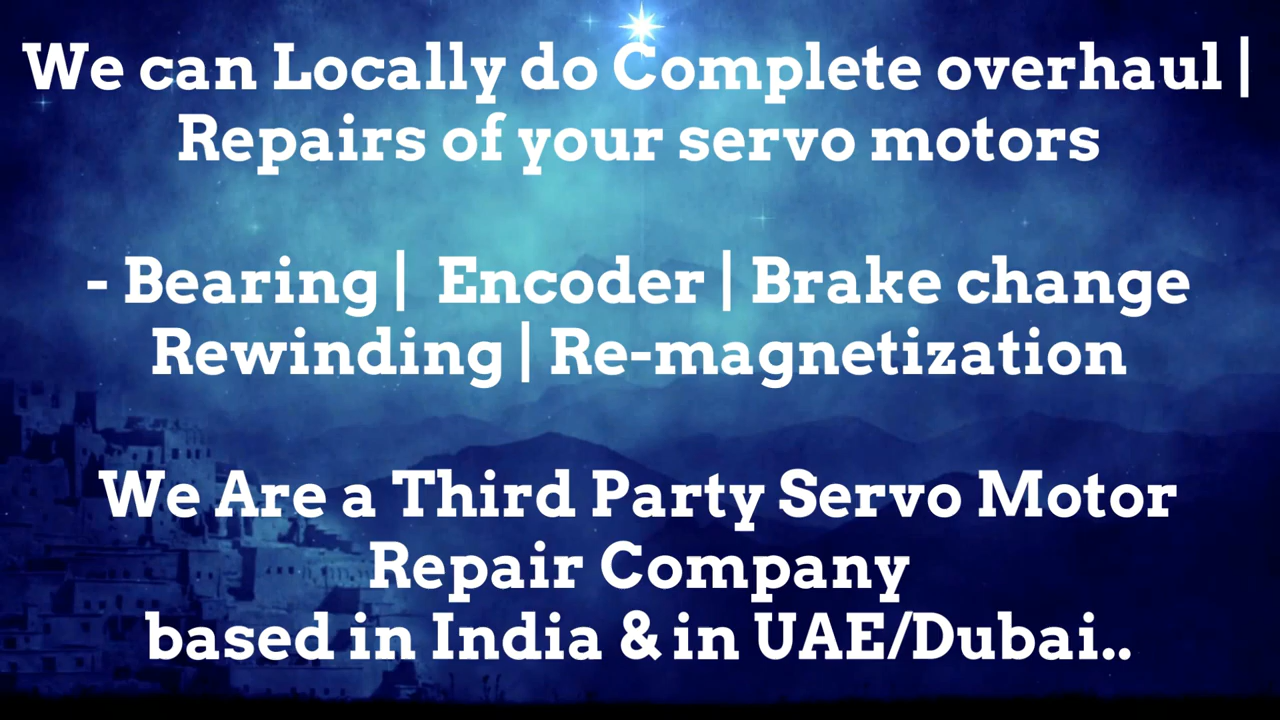 We can Locally do Complete overhaul |
Repairs of your servo motors
- Bearing | Encoder | Brake change
Rewinding | Re-magnetization
We Are a Third Party Servo Motor
Repair Company
based in India & in UAE/Dubai..